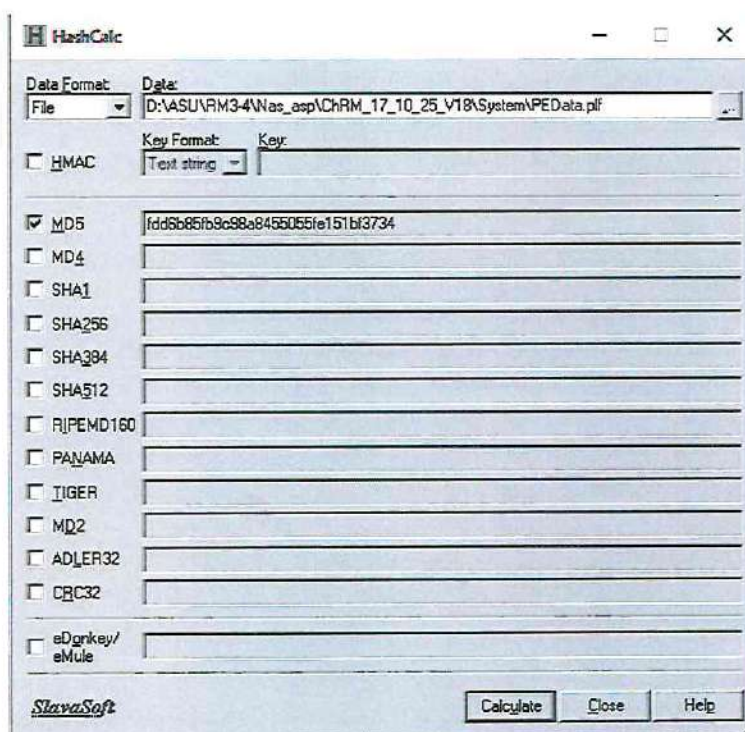 HashCalc
Data Format: Data:
File D:\ASU\RM3-4\Nas_asp\ChRM_17_10_25_V18\System\PEData.plf ...
Key Format: Key:
HMAC Text string
MD5 fdd6b85fb9c98a8455055fe151bf3734
MD4
SHA1
SHA256
SHA384
SHA512
RIPEMD160
PANAMA
TIGER
MD2
ADLER32
CRC32
eDonkey/
eMule
SlavaSoft Calculate Close Help